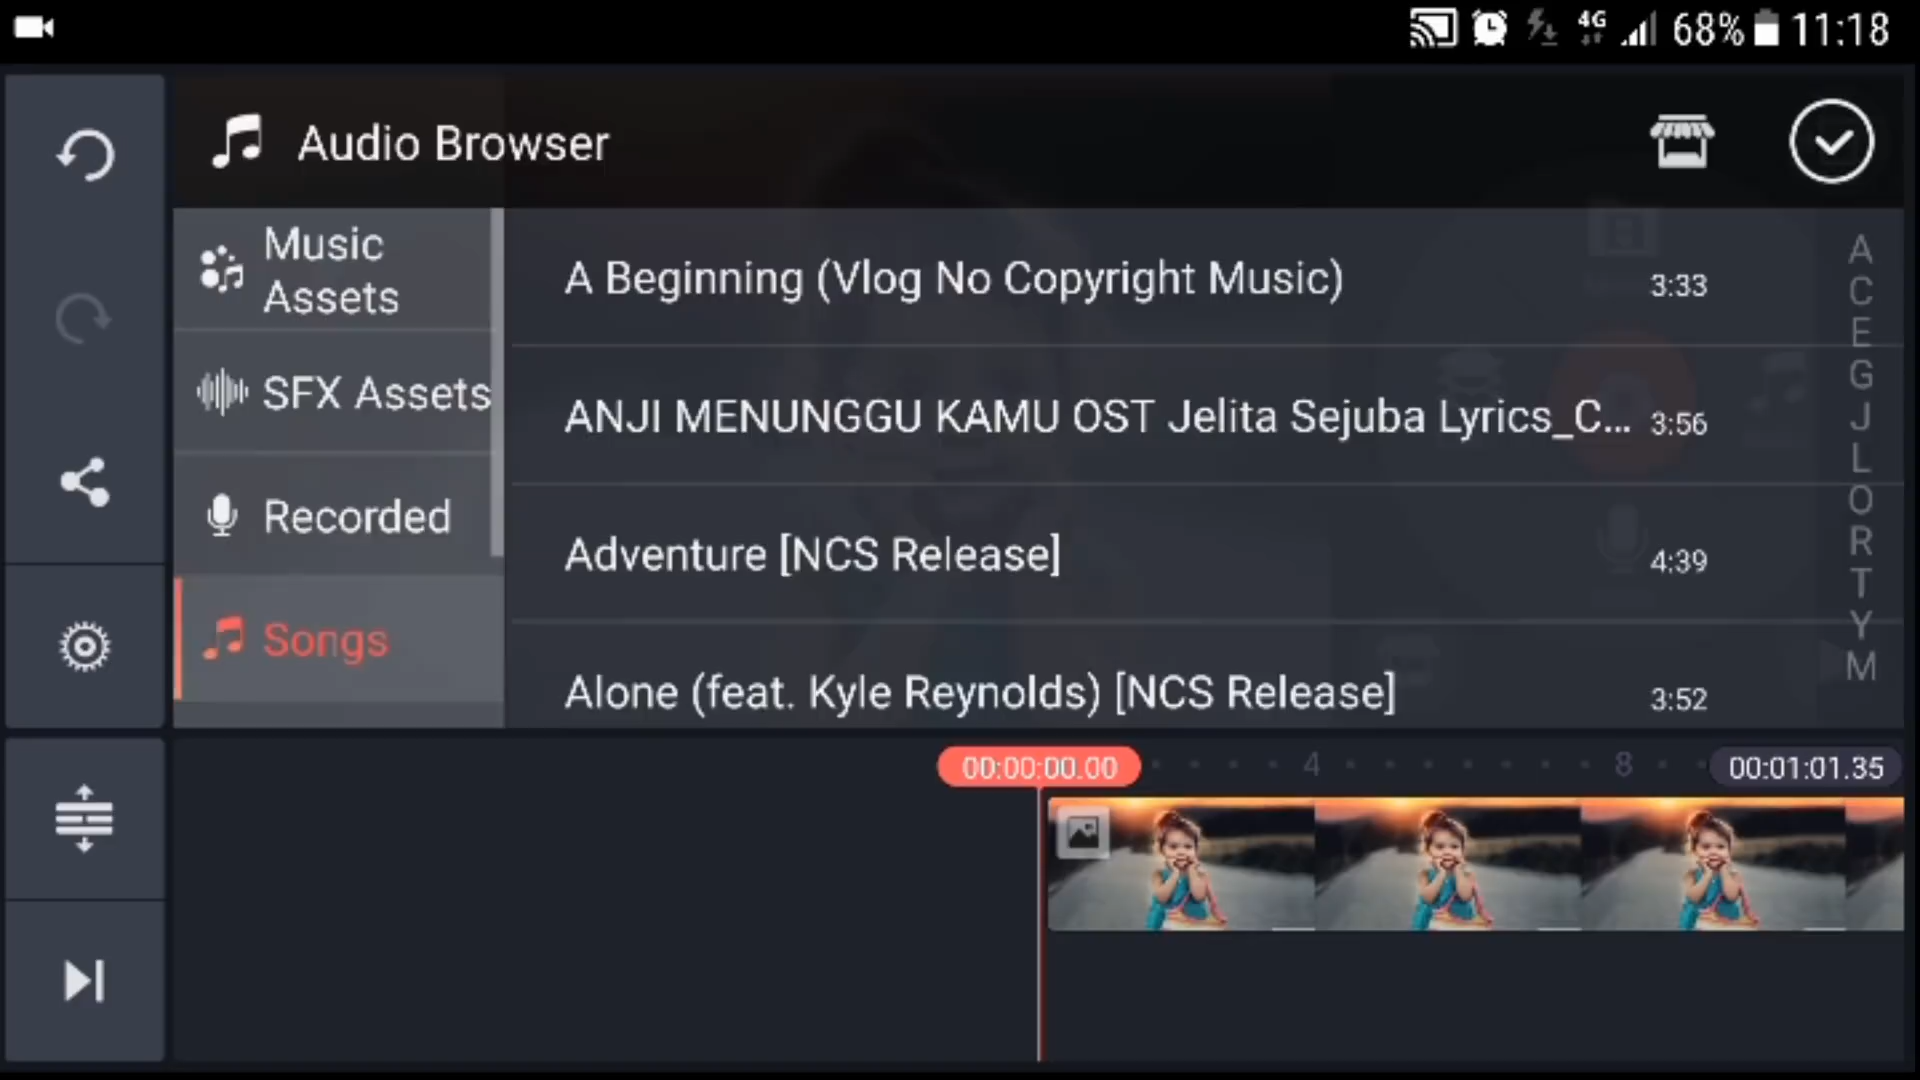 4G 68% 11:18
Audio Browser
Music
Assets
SFX Assets
Recorded
Songs
A Beginning (Vlog No Copyright Music) 3:33
ANJI MENUNGGU KAMU OST Jelita Sejuba Lyrics_C... 3:56
Adventure [NCS Release] 4:39
Alone (feat. Kyle Reynolds) [NCS Release] 3:52
A
C
E
G
J
L
O
R
T
Y
M
00:00:00.00 4 8 00:01:01.35